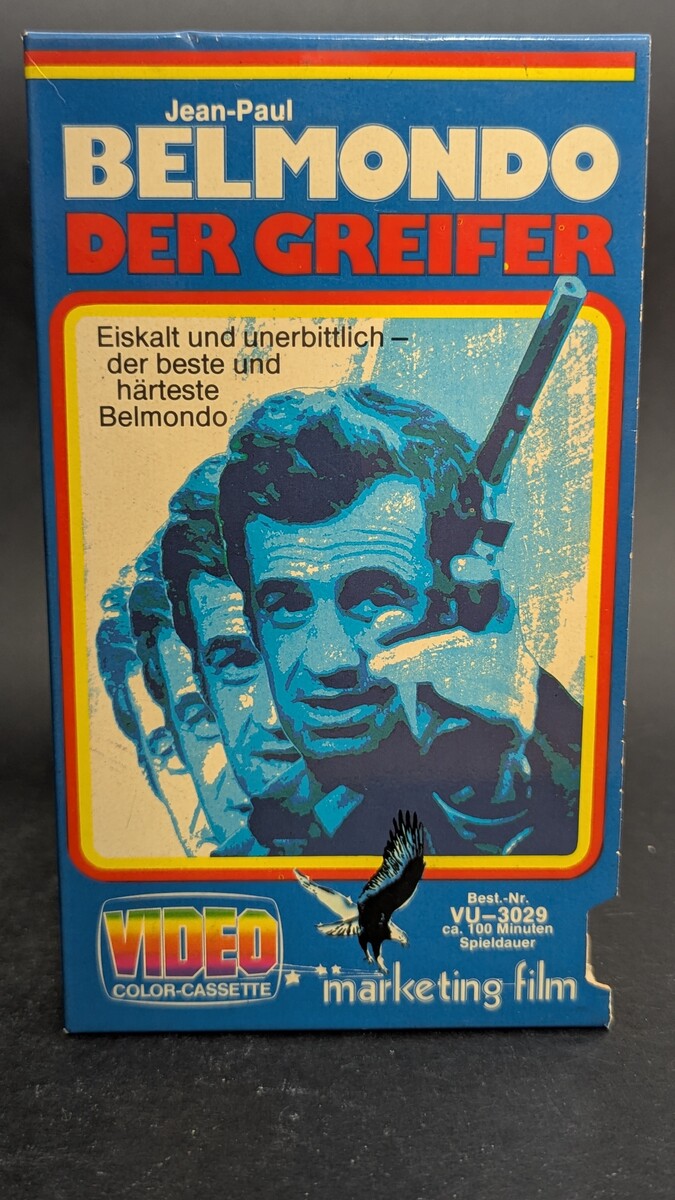 Jean-Paul
BELMONDO
DER GREIFER
Eiskalt und unerbittlich –
der beste und
härteste
Belmondo
VIDEO
COLOR-CASSETTE
Best.-Nr.
VU–3029
ca. 100 Minuten
Spieldauer
marketing film